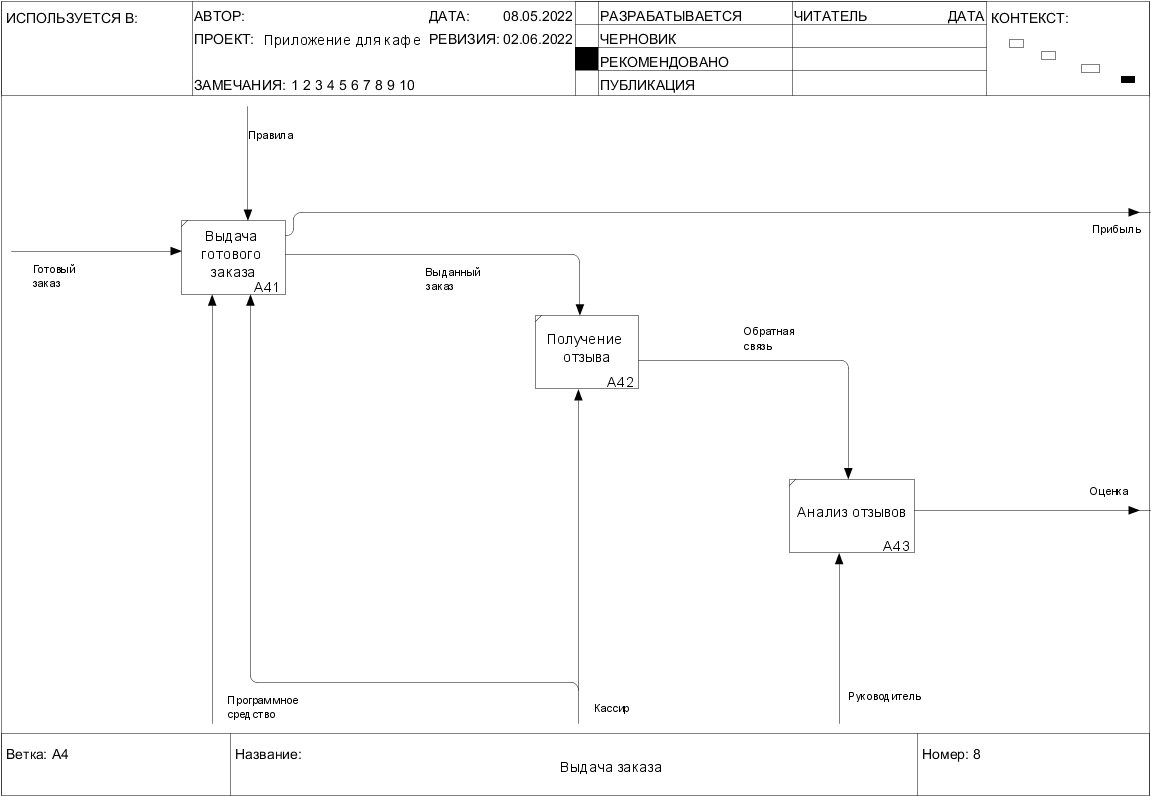 ИСПОЛЬЗУЕТСЯ В:
АВТОР:
ДАТА: 08.05.2022
ПРОЕКТ: Приложение для кафе
РЕВИЗИЯ: 02.06.2022
ЗАМЕЧАНИЯ: 1 2 3 4 5 6 7 8 9 10
РАЗРАБАТЫВАЕТСЯ
ЧЕРНОВИК
РЕКОМЕНДОВАНО
ПУБЛИКАЦИЯ
ЧИТАТЕЛЬ
ДАТА
КОНТЕКСТ:
Правила
Прибыль
Выдача
готового
заказа
A41
Готовый
заказ
Выданный
заказ
Получение
отзыва
A42
Обратная
связь
Оценка
Анализ отзывов
A43
Программное
средство
Кассир
Руководитель
Ветка: A4
Название:
Выдача заказа
Номер: 8